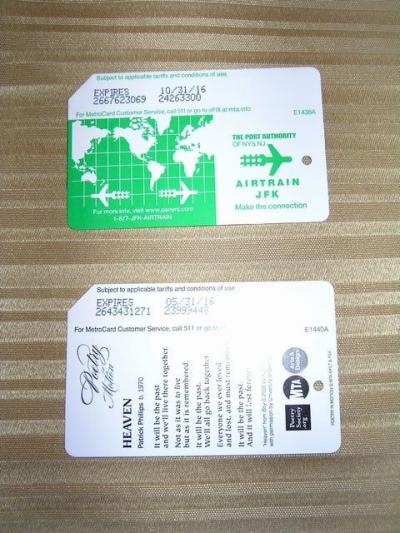 Subject to applicable tariffs and conditions of use.
EXPIRES 10/31/16
2667623069 24263300
For MetroCard Customer Service, call 511 or go to eFIX at mta.info
E1438A
THE PORT AUTHORITY
OF NY & NJ
AIRTRAIN
JFK
Make the connection
For more info, visit www.panynj.com
1-877-JFK-AIRTRAIN
Subject to applicable tariffs and conditions of use
EXPIRES 05/31/16
2643431271 23999448
For MetroCard Customer Service, call 511 or go to
E1440A
Poetry in Motion
HEAVEN
Patrick Phillips b. 1970
It will be the past
and we'll live there together.
Not as it was to live
but as it is remembered.
It will be the past.
We'll all go back together.
Everyone we ever loved,
and lost, and must remember.
It will be the past.
And it will last forever.
MTA
Arts & Design
Poetry
Society
.org